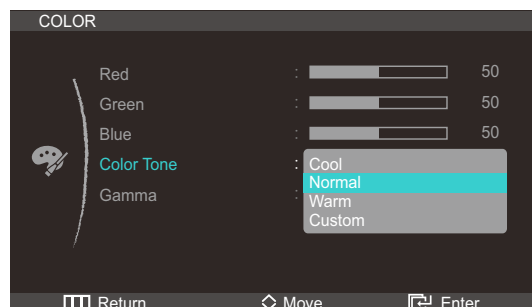 COLOR
Red : 50
Green : 50
Blue : 50
Color Tone : Cool
Normal
Warm
Gamma :
Custom
Return Move Enter